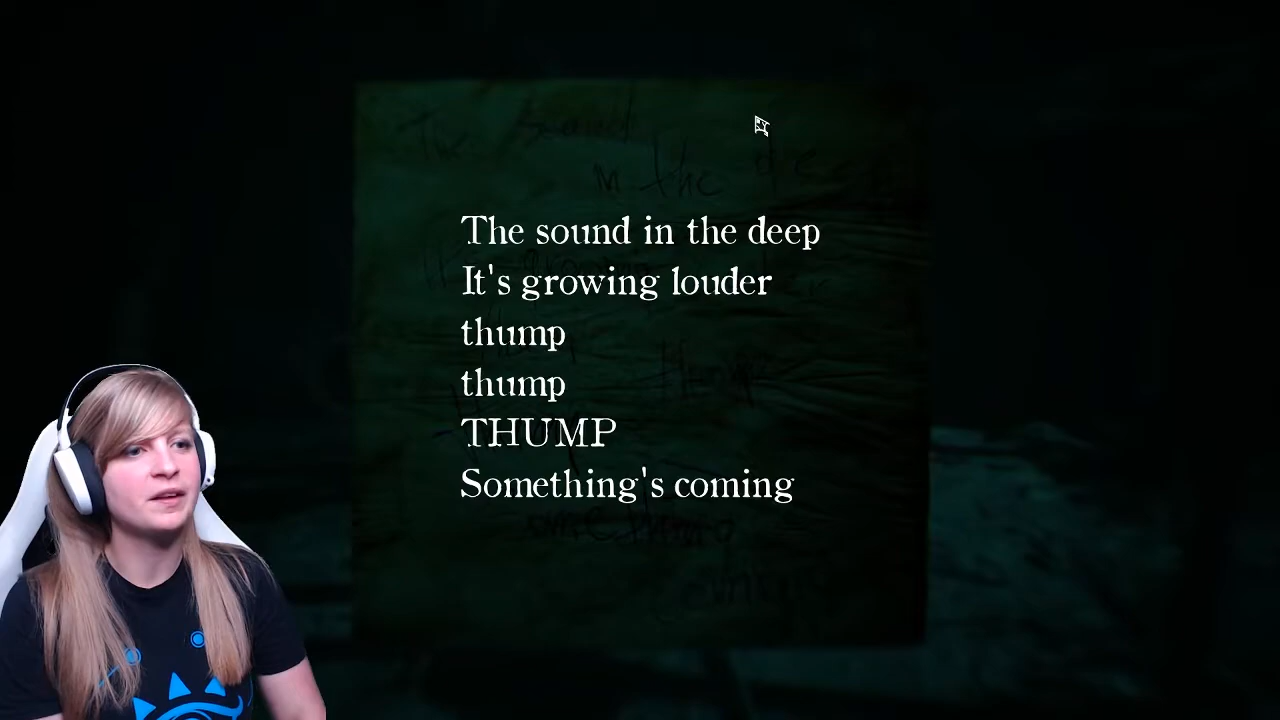 The sound in the deep
It's growing louder
thump
thump
THUMP
Something's coming